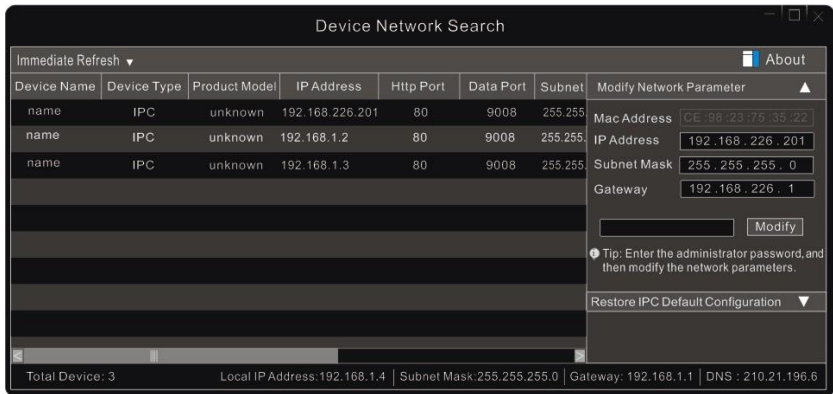 Device Network Search
Immediate Refresh
About
Device Name Device Type Product Model IP Address Http Port Data Port Subnet
name IPC unknown 192.168.226.201 80 9008 255.255.
name IPC unknown 192.168.1.2 80 9008 255.255.
name IPC unknown 192.168.1.3 80 9008 255.255.
Modify Network Parameter
Mac Address CE:98:23:75:35:22
IP Address 192.168.226.201
Subnet Mask 255.255.255.0
Gateway 192.168.226.1
Modify
Tip: Enter the administrator password, and
then modify the network parameters.
Restore IPC Default Configuration
Total Device: 3 Local IP Address:192.168.1.4 Subnet Mask:255.255.255.0 Gateway: 192.168.1.1 DNS : 210.21.196.6